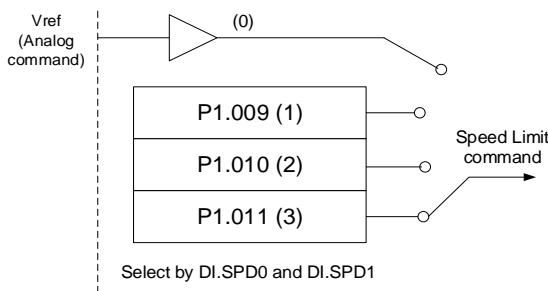 Vref
(Analog
command)
(0)
P1.009 (1)
P1.010 (2)
P1.011 (3)
Speed Limit
command
Select by DI.SPD0 and DI.SPD1